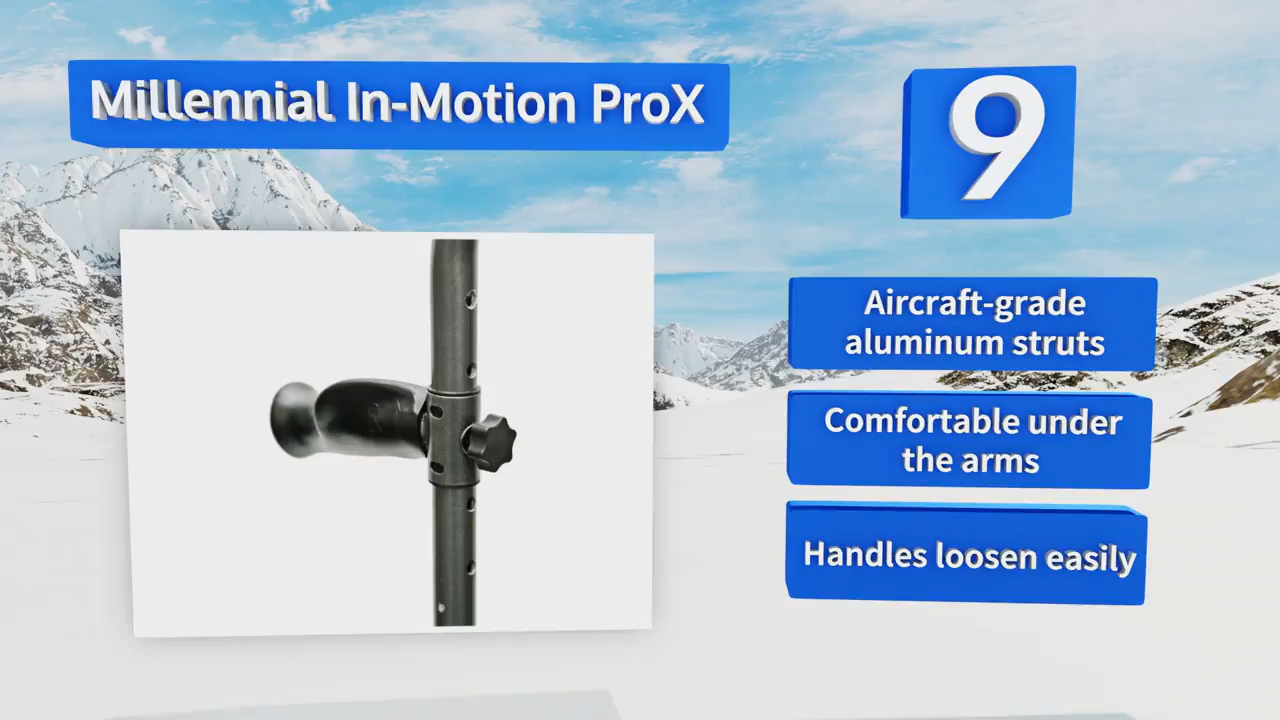 Millennial In-Motion ProX
9
Aircraft-grade
aluminum struts
Comfortable under
the arms
Handles loosen easily